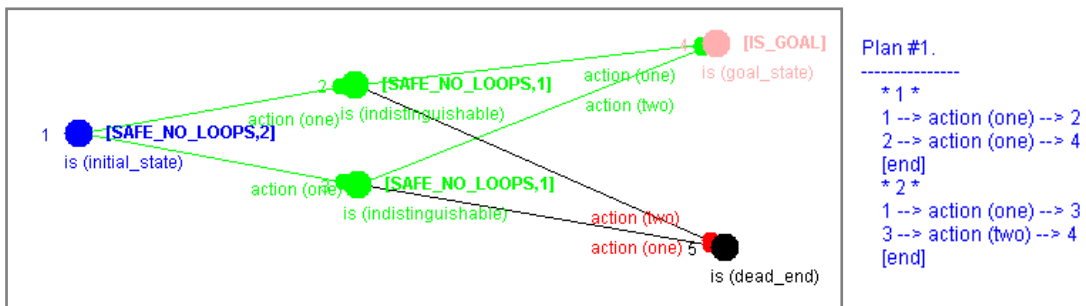 4 [IS_GOAL]
is (goal_state)
action (one)
action (two)
2 [SAFE_NO_LOOPS,1]
is (indistinguishable)
action (one)
1 [SAFE_NO_LOOPS,2]
is (initial_state)
3 [SAFE_NO_LOOPS,1]
action (one)
is (indistinguishable)
action (two)
action (one) 5
is (dead_end)
Plan #1.
---------------
* 1 *
1 --> action (one) --> 2
2 --> action (one) --> 4
[end]
* 2 *
1 --> action (one) --> 3
3 --> action (two) --> 4
[end]